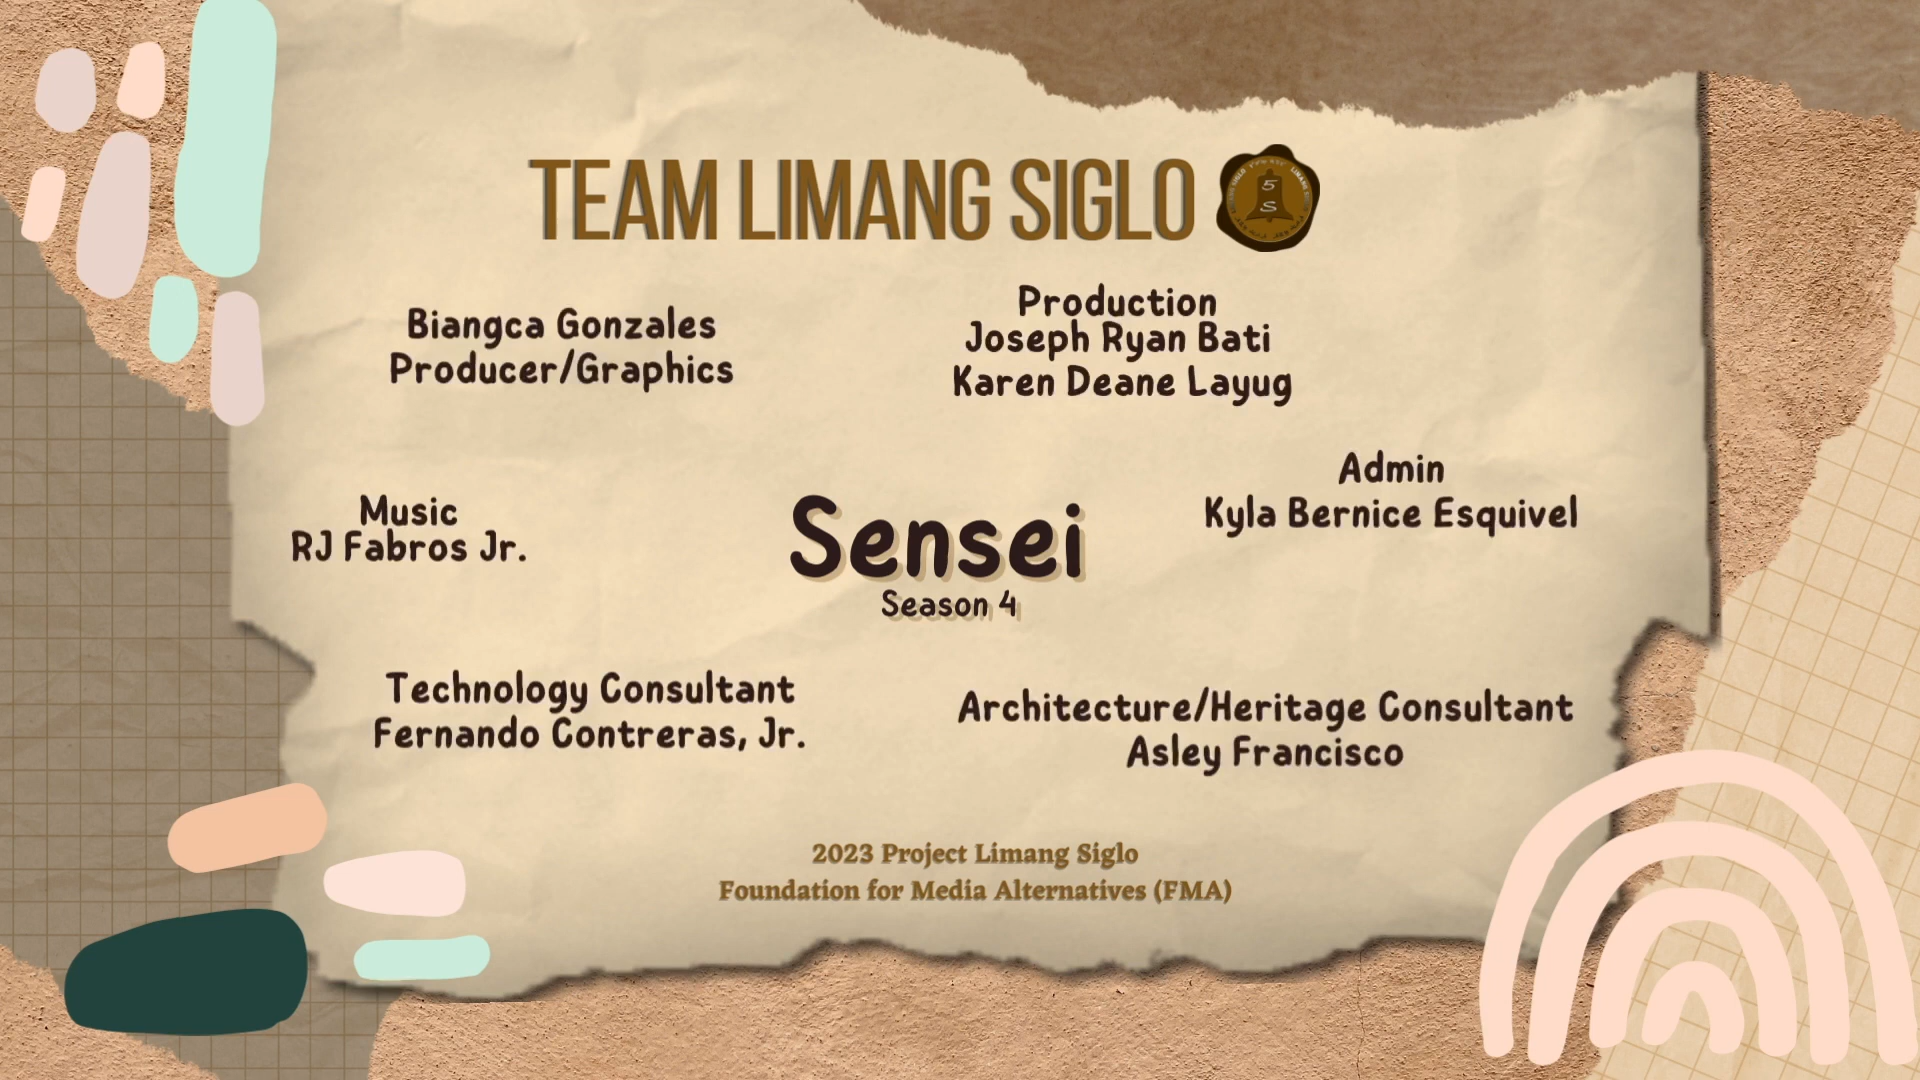 TEAM LIMANG SIGLO
5
S
Biangca Gonzales
Producer/Graphics
Production
Joseph Ryan Bati
Karen Deane Layug
Admin
Kyla Bernice Esquivel
Music
RJ Fabros Jr.
Sensei
Season 4
Technology Consultant
Fernando Contreras, Jr.
Architecture/Heritage Consultant
Asley Francisco
2023 Project Limang Siglo
Foundation for Media Alternatives (FMA)